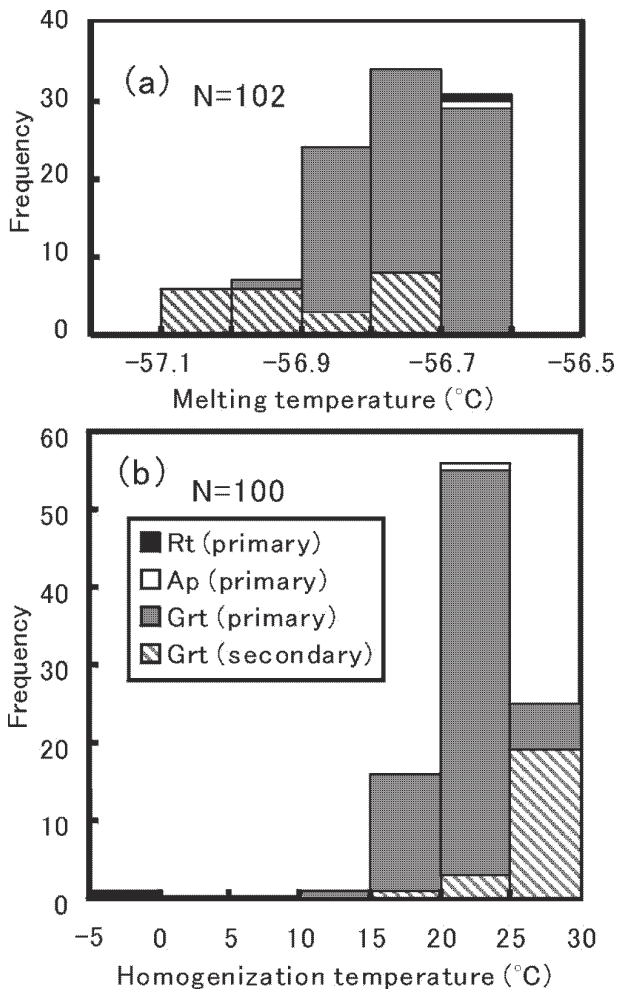 40
30
20
10
0
Frequency
(a)
N=102
-57.1
-56.9
-56.7
-56.5
Melting temperature (°C)
60
50
40
30
20
10
0
Frequency
(b)
N=100
Rt (primary)
Ap (primary)
Grt (primary)
Grt (secondary)
-5
0
5
10
15
20
25
30
Homogenization temperature (°C)